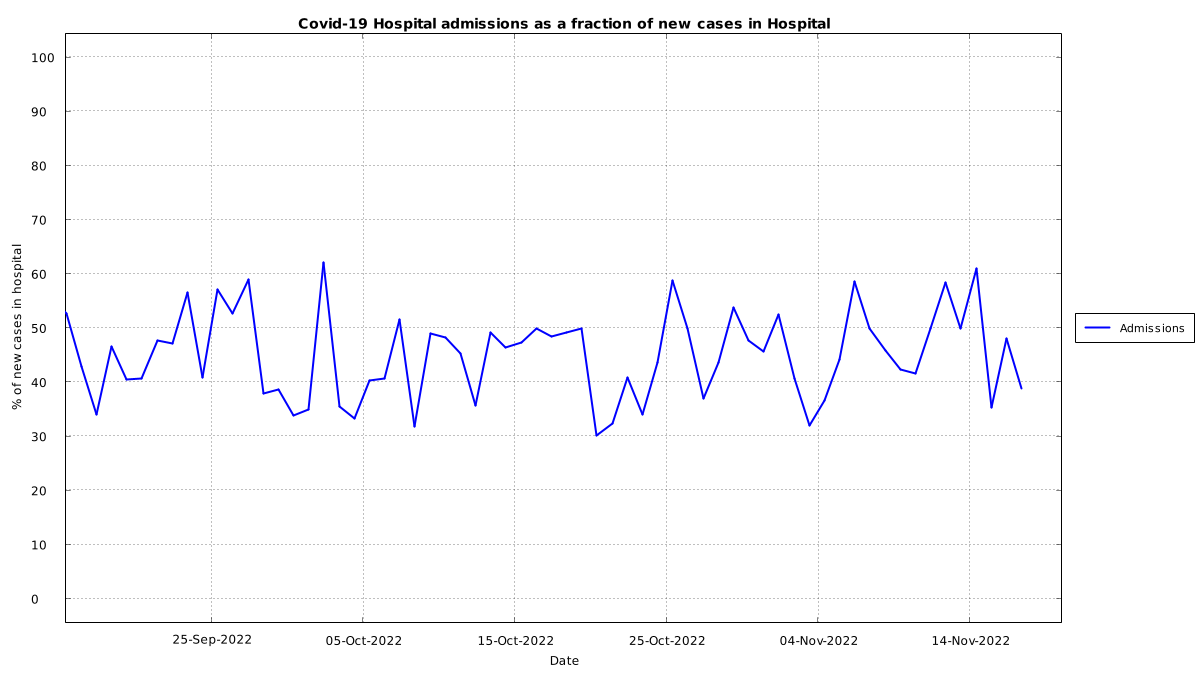 Covid-19 Hospital admissions as a fraction of new cases in Hospital
100
90
80
70
60
50
40
30
20
10
0
% of new cases in hospital
25-Sep-2022 05-Oct-2022 15-Oct-2022 25-Oct-2022 04-Nov-2022 14-Nov-2022
Date
Admissions